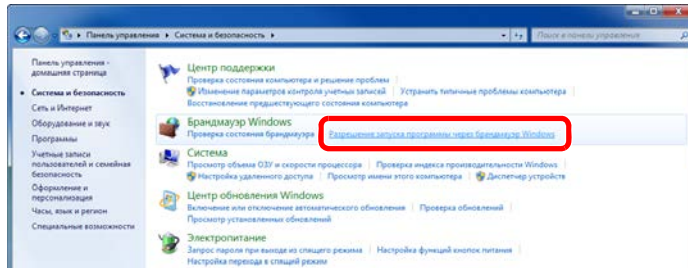 Панель управления ▸ Система и безопасность ▸
Поиск в панели управления
Панель управления -
домашняя страница
Система и безопасность
Сеть и Интернет
Оборудование и звук
Программы
Учетные записи
пользователей и семейная
безопасность
Оформление и
персонализация
Часы, язык и регион
Специальные возможности
Центр поддержки
Проверка состояния компьютера и решение проблем
Изменение параметров контроля учетных записей
Устранить типичные проблемы компьютера
Восстановление предшествующего состояния компьютера
Брандмауэр Windows
Проверка состояния брандмауэра
Разрешение запуска программы через брандмауэр Windows
Система
Просмотр объема ОЗУ и скорости процессора
Проверка индекса производительности Windows
Настройка удаленного доступа
Просмотр имени этого компьютера
Диспетчер устройств
Центр обновления Windows
Включение или отключение автоматического обновления
Проверка обновлений
Просмотр установленных обновлений
Электропитание
Запрос пароля при выходе из спящего режима
Настройка функций кнопок питания
Настройка перехода в спящий режим